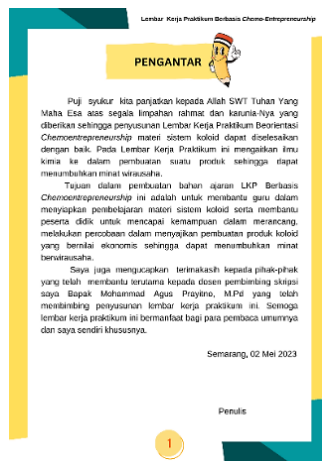 Lembar Kerja Praktikum Berbasis Chemo-Entrepreneurship
PENGANTAR
Puji syukur kita panjatkan kepada Allah SWT Tuhan Yang
Maha Esa atas segala limpahan rahmat dan karunia-Nya yang
diberikan sehingga penyusunan Lembar Kerja Praktikum Beorientasi
Chemoentrepreneurship materi sistem koloid dapat diselesaikan
dengan baik. Pada Lembar Kerja Praktikum ini mengaitkan ilmu
kimia ke dalam pembuatan suatu produk sehingga dapat
menumbuhkan minat wirausaha.
Tujuan dalam pembuatan bahan ajaran LKP Berbasis
Chemoentrepreneurship ini adalah untuk membantu guru dalam
menyiapkan pembelajaran materi sistem koloid serta membantu
peserta didik untuk mencapai kemampuan dalam merancang,
melakukan percobaan dalam menyajikan pembuatan produk koloid
yang bernilai ekonomis sehingga dapat menumbuhkan minat
berwirausaha.
Saya juga mengucapkan terimakasih kepada pihak-pihak
yang telah membantu terutama kepada dosen pembimbing skripsi
saya Bapak Mohammad Agus Prayitno, M.Pd yang telah
membimbing penyusunan lembar kerja praktikum ini. Semoga
lembar kerja praktikum ini bermanfaat bagi para pembaca umumnya
dan saya sendiri khususnya.
Semarang, 02 Mei 2023
Penulis
1